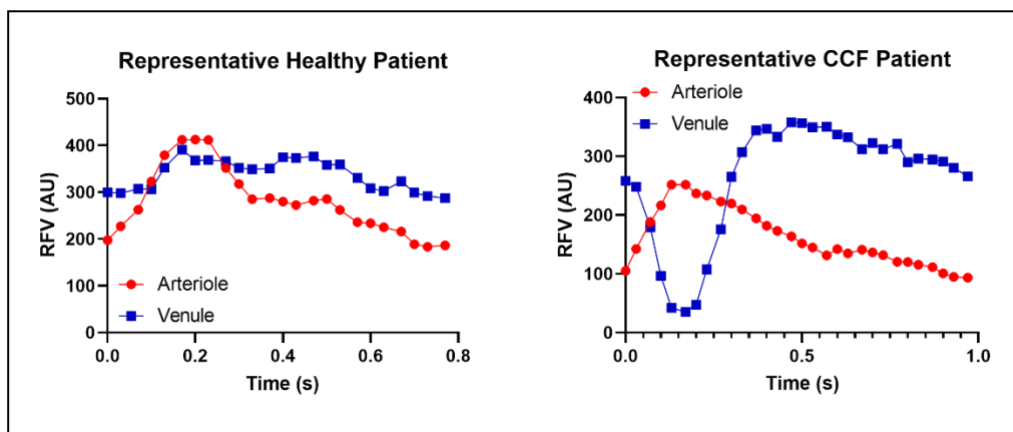 Representative Healthy Patient
500
400
300
200
100
0
RFV (AU)
Arteriole
Venule
0.0
0.2
0.4
0.6
0.8
Time (s)
Representative CCF Patient
Arteriole
Venule
400
300
200
100
0
RFV (AU)
0.0
0.5
1.0
Time (s)